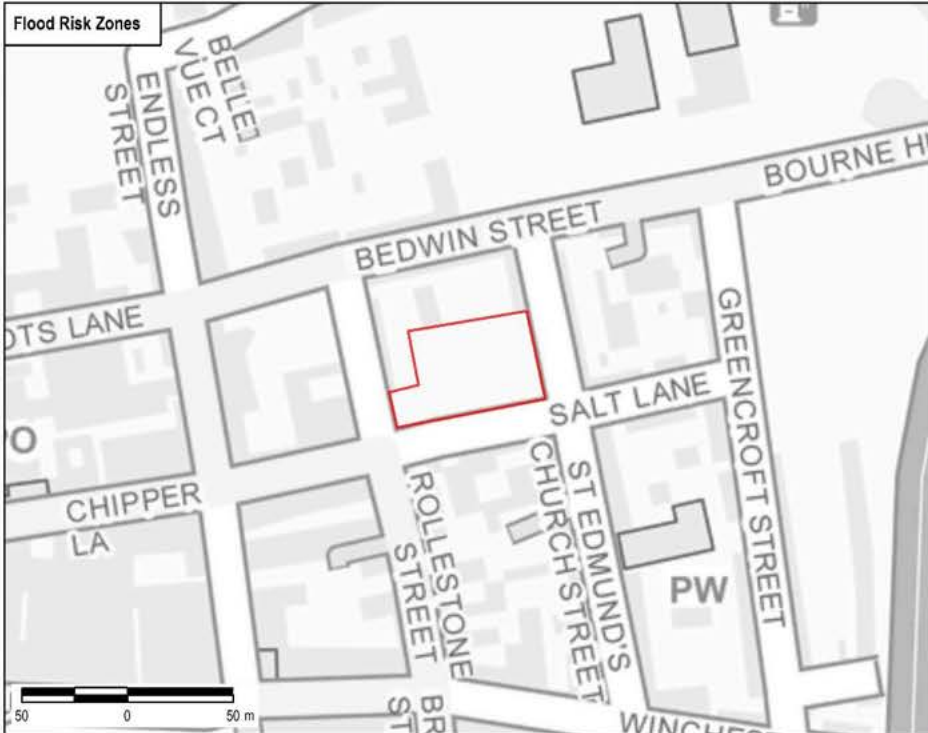 Flood Risk Zones
BELLE
VUE CT
ENDLESS
STREET
BOURNE H
BEDWIN STREET
OTS LANE
GREENCROFT STREET
SALT LANE
PO
CHIPPER
LA
ROLLESTONE
STREET
ST EDMUND'S
CHURCH STREET
PW
50 0 50 m
BR
ST
WINCHES